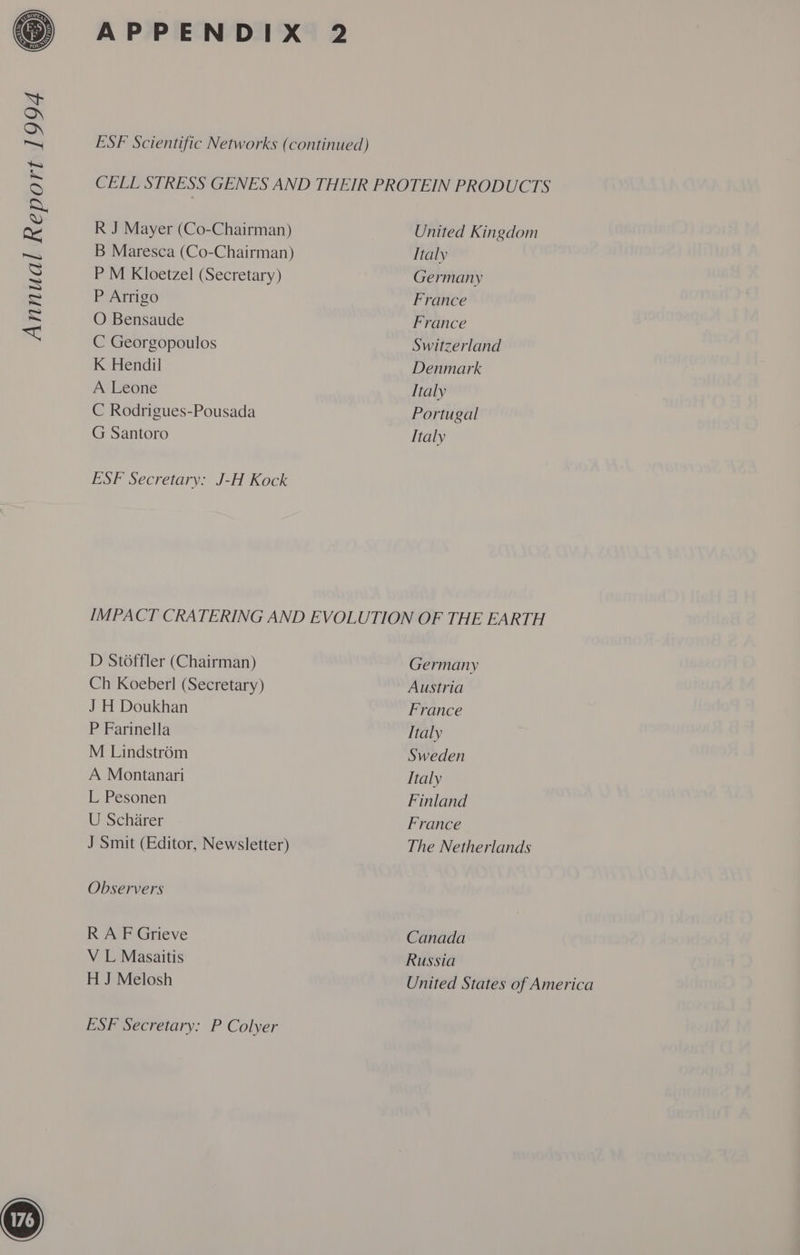 APPENDIX 2
Annual Report 1994
ESF Scientific Networks (continued)
CELL STRESS GENES AND THEIR PROTEIN PRODUCTS
R J Mayer (Co-Chairman) United Kingdom
B Maresca (Co-Chairman) Italy
P M Kloetzel (Secretary) Germany
P Arrigo France
O Bensaude France
C Georgopoulos Switzerland
K Hendil Denmark
A Leone Italy
C Rodrigues-Pousada Portugal
G Santoro Italy
ESF Secretary: J-H Kock
IMPACT CRATERING AND EVOLUTION OF THE EARTH
D Stöffler (Chairman) Germany
Ch Koeberl (Secretary) Austria
J H Doukhan France
P Farinella Italy
M Lindström Sweden
A Montanari Italy
L Pesonen Finland
U Schärer France
J Smit (Editor, Newsletter) The Netherlands
Observers
R A F Grieve Canada
V L Masaitis Russia
H J Melosh United States of America
ESF Secretary: P Colyer
176